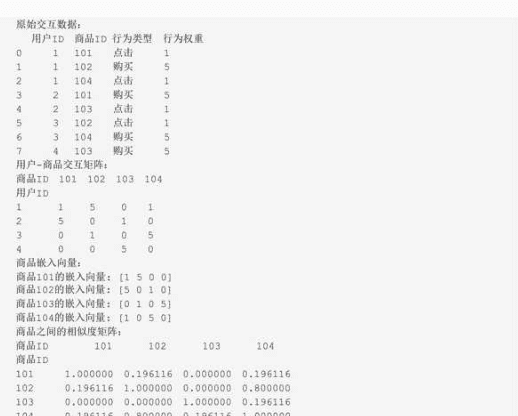 原始交互数据：
用户ID 商品ID 行为类型 行为权重
0 1 101 点击 1
1 1 102 购买 5
2 1 104 点击 1
3 2 101 购买 5
4 2 103 点击 1
5 3 102 点击 1
6 3 104 购买 5
7 4 103 购买 5
用户-商品交互矩阵：
商品ID 101 102 103 104
用户ID
1 1 5 0 1
2 5 0 1 0
3 0 1 0 5
4 0 0 5 0
商品嵌入向量：
商品101的嵌入向量：[1 5 0 0]
商品102的嵌入向量：[5 0 1 0]
商品103的嵌入向量：[0 1 0 5]
商品104的嵌入向量：[1 0 5 0]
商品之间的相似度矩阵：
商品ID 101 102 103 104
商品ID
101 1.000000 0.196116 0.000000 0.196116
102 0.196116 1.000000 0.000000 0.800000
103 0.000000 0.000000 1.000000 0.196116
104 0.196116 0.800000 0.196116 1.000000